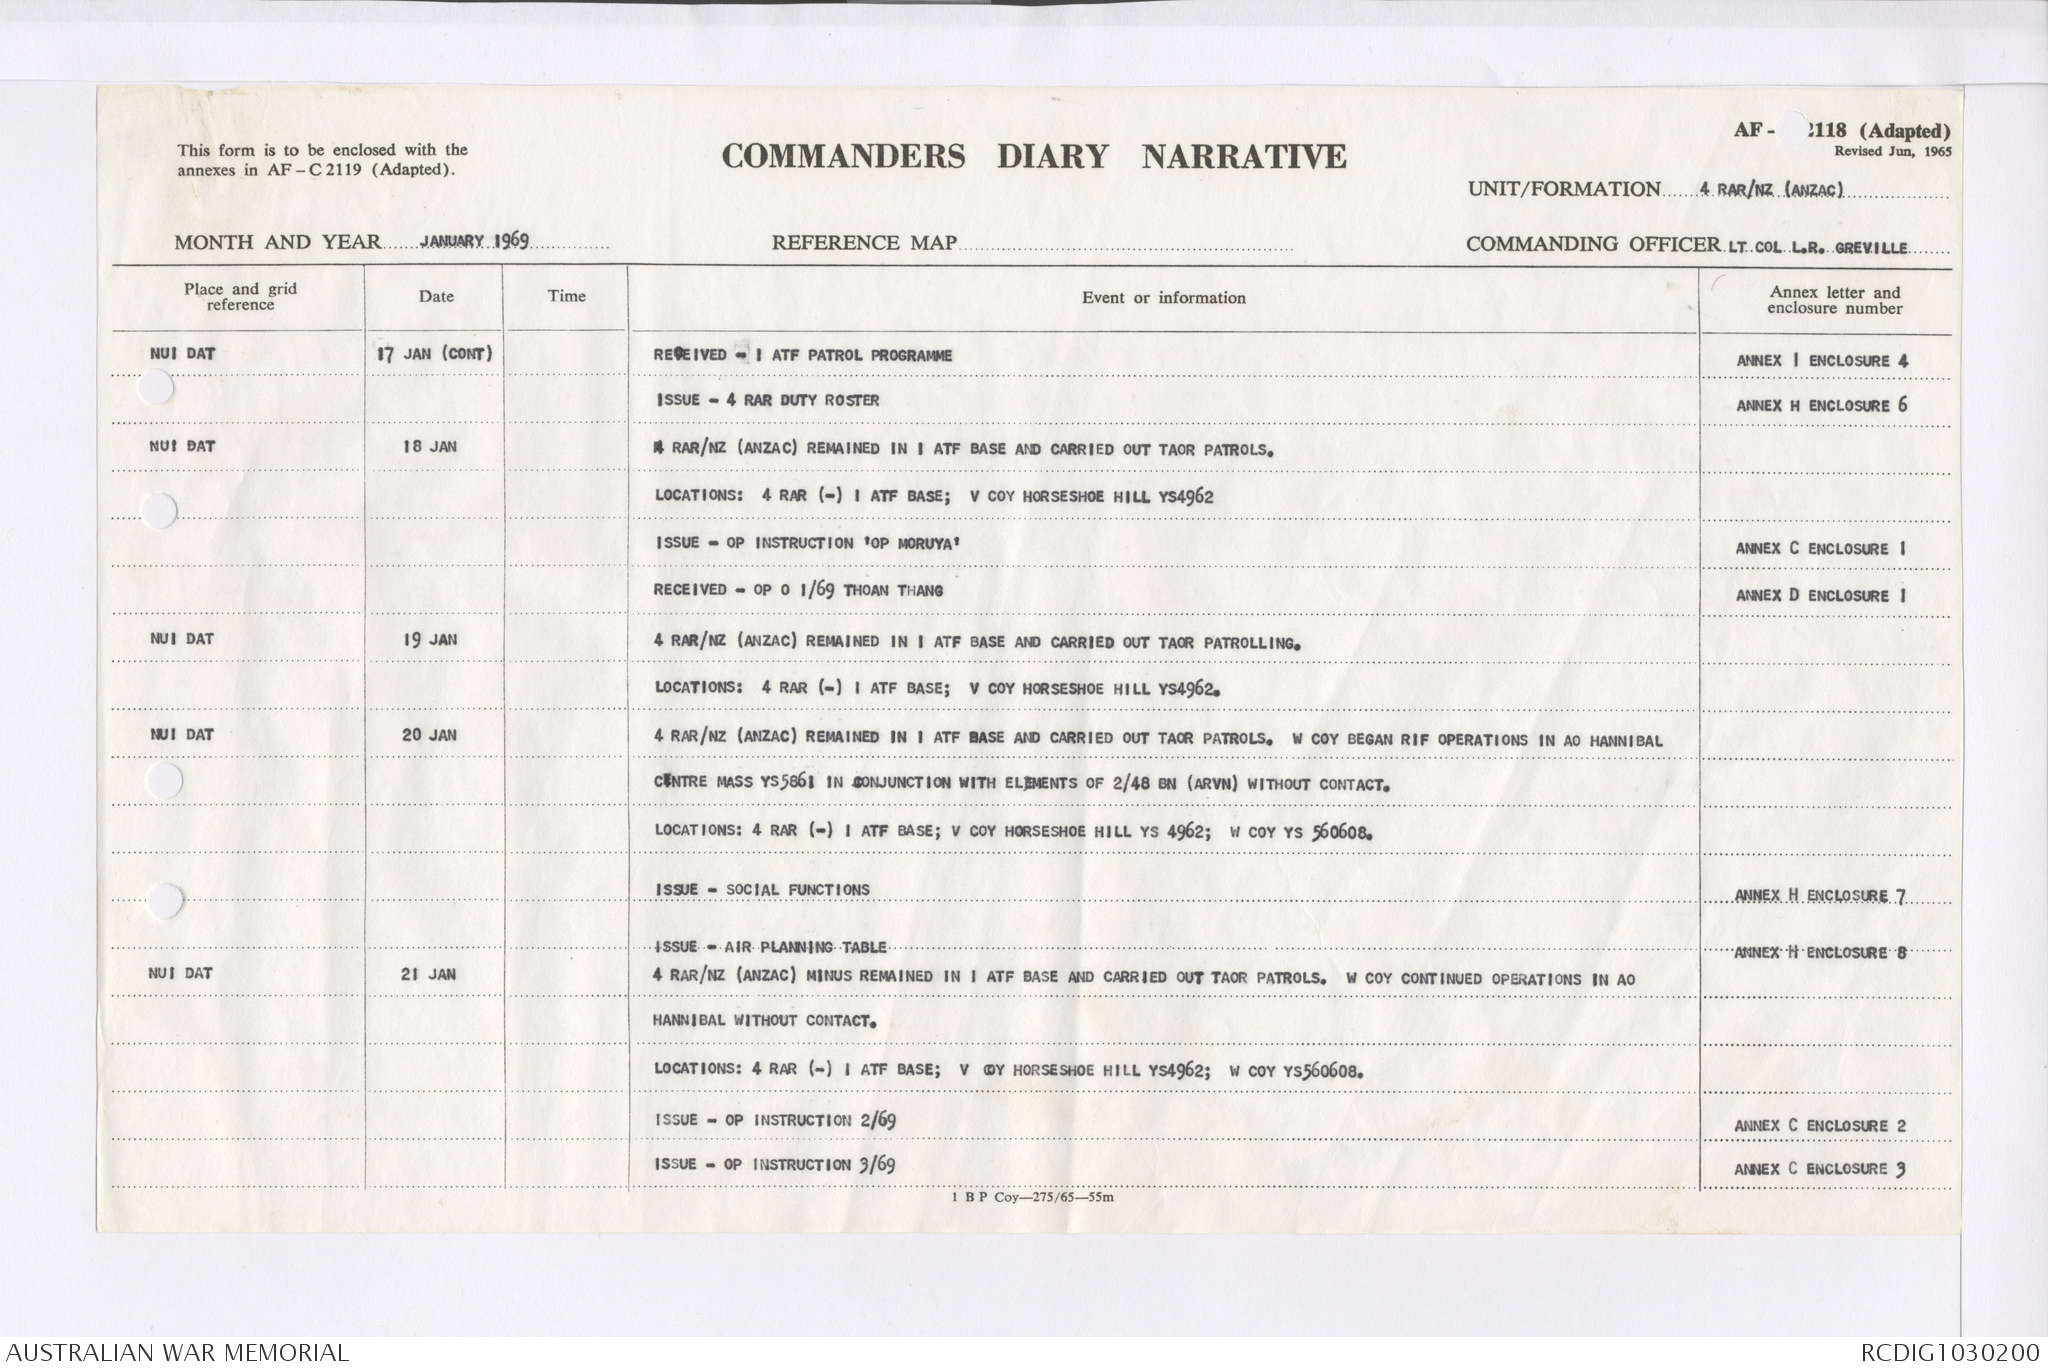 This form is to be enclosed with the
annexes in AF – C 2119 (Adapted).
COMMANDERS DIARY NARRATIVE
AF - 2118 (Adapted)
Revised Jun, 1965
UNIT/FORMATION 4 RAR/NZ (ANZAC)
MONTH AND YEAR JANUARY 1969
REFERENCE MAP
COMMANDING OFFICER LT COL L.R. GREVILLE
Place and grid reference Date Time Event or information Annex letter and enclosure number
NUI DAT 17 JAN (CONT) RECEIVED - 1 ATF PATROL PROGRAMME ANNEX I ENCLOSURE 4
ISSUE - 4 RAR DUTY ROSTER ANNEX H ENCLOSURE 6
NUI DAT 18 JAN 4 RAR/NZ (ANZAC) REMAINED IN 1 ATF BASE AND CARRIED OUT TAOR PATROLS.
LOCATIONS: 4 RAR (-) 1 ATF BASE; V COY HORSESHOE HILL YS4962
ISSUE - OP INSTRUCTION 'OP MORUYA' ANNEX C ENCLOSURE 1
RECEIVED - OP O 1/69 THOAN THANG ANNEX D ENCLOSURE 1
NUI DAT 19 JAN 4 RAR/NZ (ANZAC) REMAINED IN 1 ATF BASE AND CARRIED OUT TAOR PATROLLING.
LOCATIONS: 4 RAR (-) 1 ATF BASE; V COY HORSESHOE HILL YS4962.
NUI DAT 20 JAN 4 RAR/NZ (ANZAC) REMAINED IN 1 ATF BASE AND CARRIED OUT TAOR PATROLS. W COY BEGAN RIF OPERATIONS IN AO HANNIBAL
CENTRE MASS YS5861 IN CONJUNCTION WITH ELEMENTS OF 2/48 BN (ARVN) WITHOUT CONTACT.
LOCATIONS: 4 RAR (-) 1 ATF BASE; V COY HORSESHOE HILL YS 4962; W COY YS 560608.
ISSUE - SOCIAL FUNCTIONS ANNEX H ENCLOSURE 7
ISSUE - AIR PLANNING TABLE ANNEX H ENCLOSURE 8
NUI DAT 21 JAN 4 RAR/NZ (ANZAC) MINUS REMAINED IN 1 ATF BASE AND CARRIED OUT TAOR PATROLS. W COY CONTINUED OPERATIONS IN AO
HANNIBAL WITHOUT CONTACT.
LOCATIONS: 4 RAR (-) 1 ATF BASE; V COY HORSESHOE HILL YS4962; W COY YS560608.
ISSUE - OP INSTRUCTION 2/69 ANNEX C ENCLOSURE 2
ISSUE - OP INSTRUCTION 3/69 ANNEX C ENCLOSURE 3
1 B P Coy—275/65—55m
AUSTRALIAN WAR MEMORIAL
RCDIG1030200